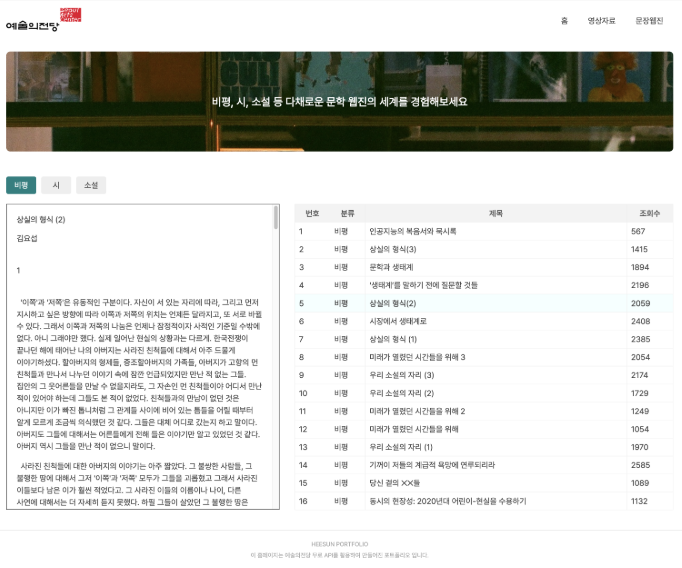 Seoul
Arts
Center
예술의전당
홈
영상자료
문장웹진
비평, 시, 소설 등 다채로운 문학 웹진의 세계를 경험해보세요
비평
시
소설
상실의 형식 (2)
김요섭
1
'이쪽'과 '저쪽'은 유동적인 구분이다. 자신이 서 있는 자리에 따라, 그리고 먼저
지시하고 싶은 방향에 따라 이쪽과 저쪽의 위치는 언제든 달라지고, 또 서로 바뀔
수 있다. 그래서 이쪽과 저쪽의 나눔은 언제나 잠정적이자 사적인 기준일 수밖에
없다. 아니 그래야만 했다. 실제 일어난 현실의 상황과는 다르게. 한국전쟁이
끝나던 해에 태어난 나의 아버지는 사라진 친척들에 대해서 아주 드물게
이야기하셨다. 할아버지의 형제들, 증조할아버지의 가족들, 아버지가 고향의 먼
친척들과 만나서 나누던 이야기 속에 잠깐 언급되었지만 만난 적 없는 그들.
집안의 그 웃어른들을 만날 수 없을지라도, 그 자손인 먼 친척들이야 어디서 만난
적이 있어야 하는데 그들도 본 적이 없었다. 친척들과의 만남이 없던 것은
아니지만 이가 빠진 톱니처럼 그 관계들 사이에 비어 있는 틈들을 어릴 때부터
알게 모르게 조금씩 의식했던 것 같다. 그들은 대체 어디로 갔는지 하고 말이다.
아버지도 그들에 대해서는 어른들에게 전해 들은 이야기만 알고 있었던 것 같다.
아버지 역시 그들을 만난 적이 없으니 말이다.
사라진 친척들에 대한 아버지의 이야기는 아주 짧았다. 그 불쌍한 사람들, 그
불행한 땅에 대해서 그저 '이쪽'과 '저쪽' 모두가 그들을 괴롭혔고 그래서 사라진
이들보다 남은 이가 훨씬 적었다고. 그 사라진 이들의 이름이나 나이, 다른
사연에 대해서는 더 자세히 듣지 못했다. 하필 그들이 살았던 그 불행한 땅은
번호 분류 제목 조회수
1 비평 인공지능의 복음서와 묵시록 567
2 비평 상실의 형식(3) 1415
3 비평 문학과 생태계 1894
4 비평 '생태계'를 말하기 전에 질문할 것들 2196
5 비평 상실의 형식(2) 2059
6 비평 시장에서 생태계로 2408
7 비평 상실의 형식 (1) 2385
8 비평 미래가 열렸던 시간들을 위해 3 2054
9 비평 우리 소설의 자리 (3) 2174
10 비평 우리 소설의 자리 (2) 1729
11 비평 미래가 열렸던 시간들을 위해 2 1249
12 비평 미래가 열렸던 시간들을 위해 1054
13 비평 우리 소설의 자리 (1) 1970
14 비평 기꺼이 저들의 계급적 욕망에 연루되리라 2585
15 비평 당신 곁의 ××들 1089
16 비평 동시의 현장성: 2020년대 어린이-현실을 수용하기 1132
HEESUN PORTFOLIO
이 홈페이지는 예술의전당 무료 API를 활용하여 만들어진 포트폴리오 입니다.